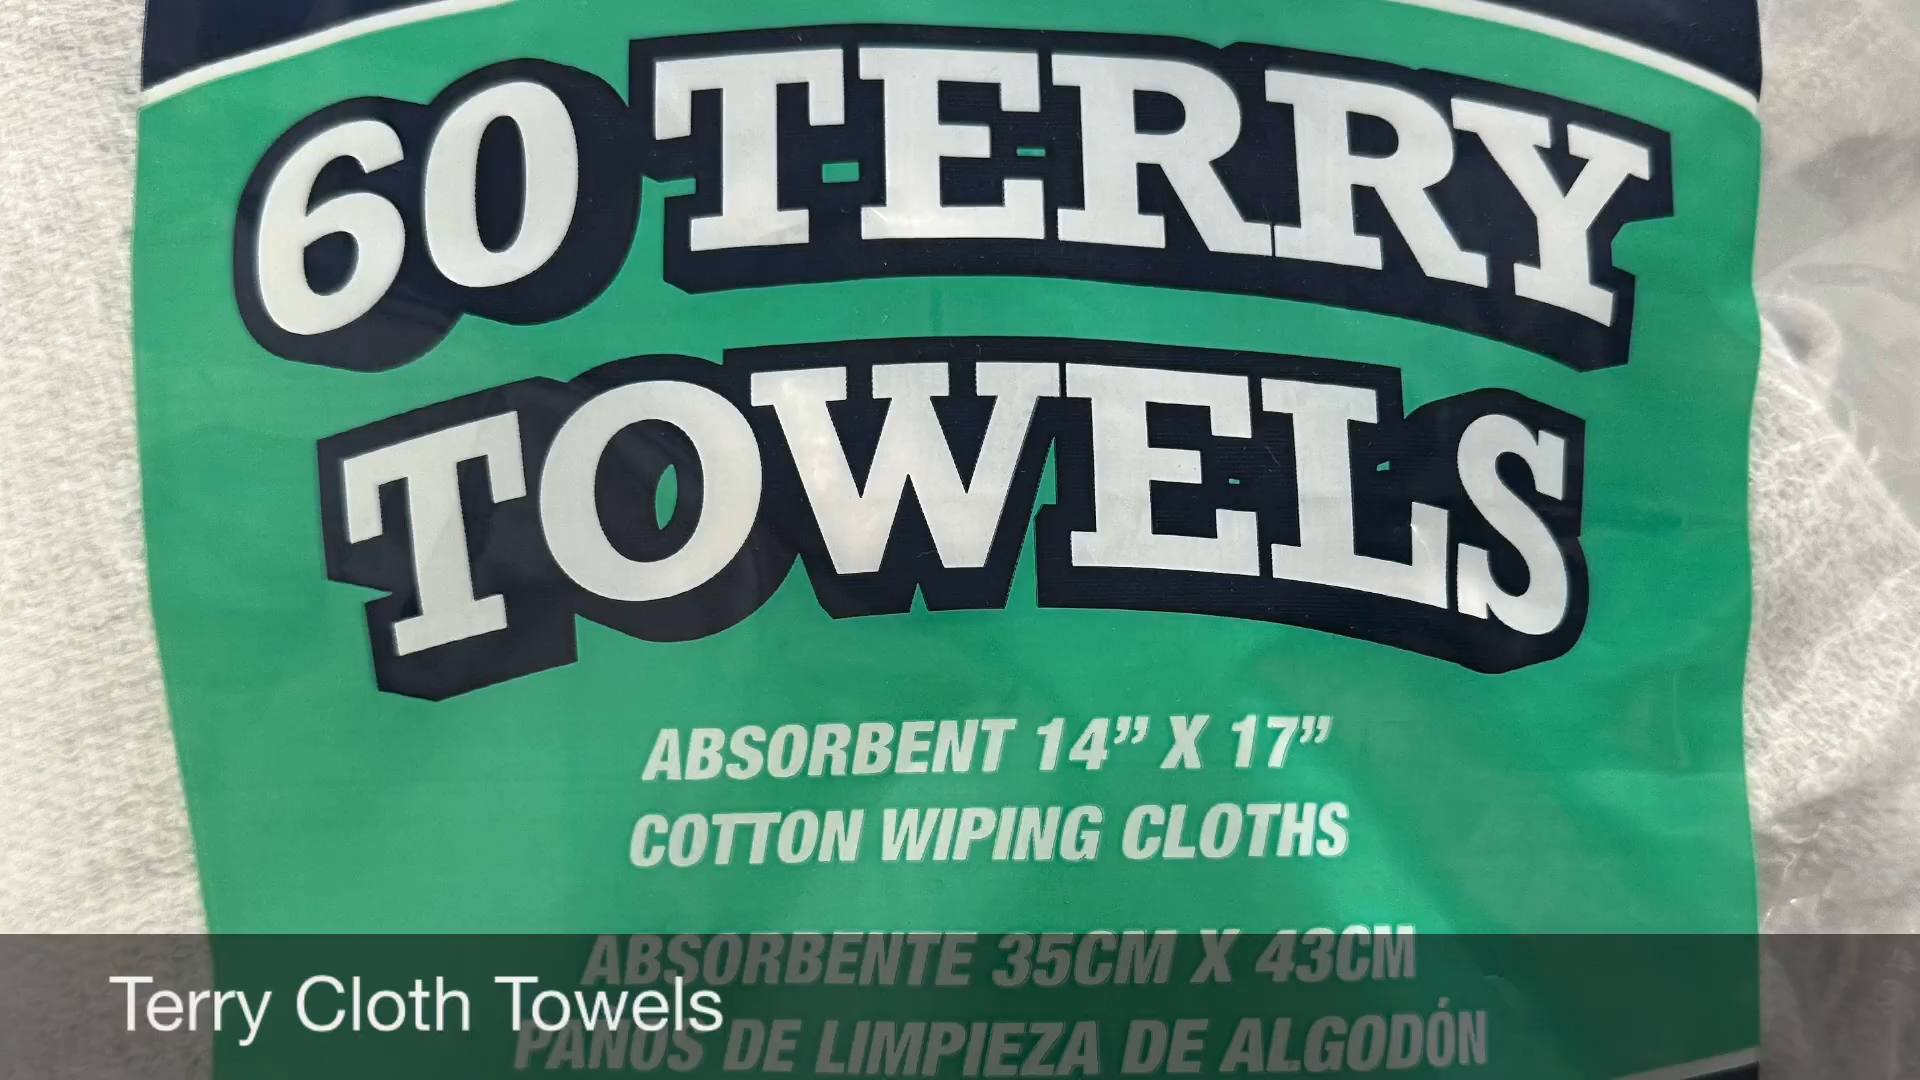 60 TERRY
TOWELS
ABSORBENT 14” X 17”
COTTON WIPING CLOTHS
ABSORBENTE 35CM X 43CM
PAÑOS DE LIMPIEZA DE ALGODÓN
Terry Cloth Towels